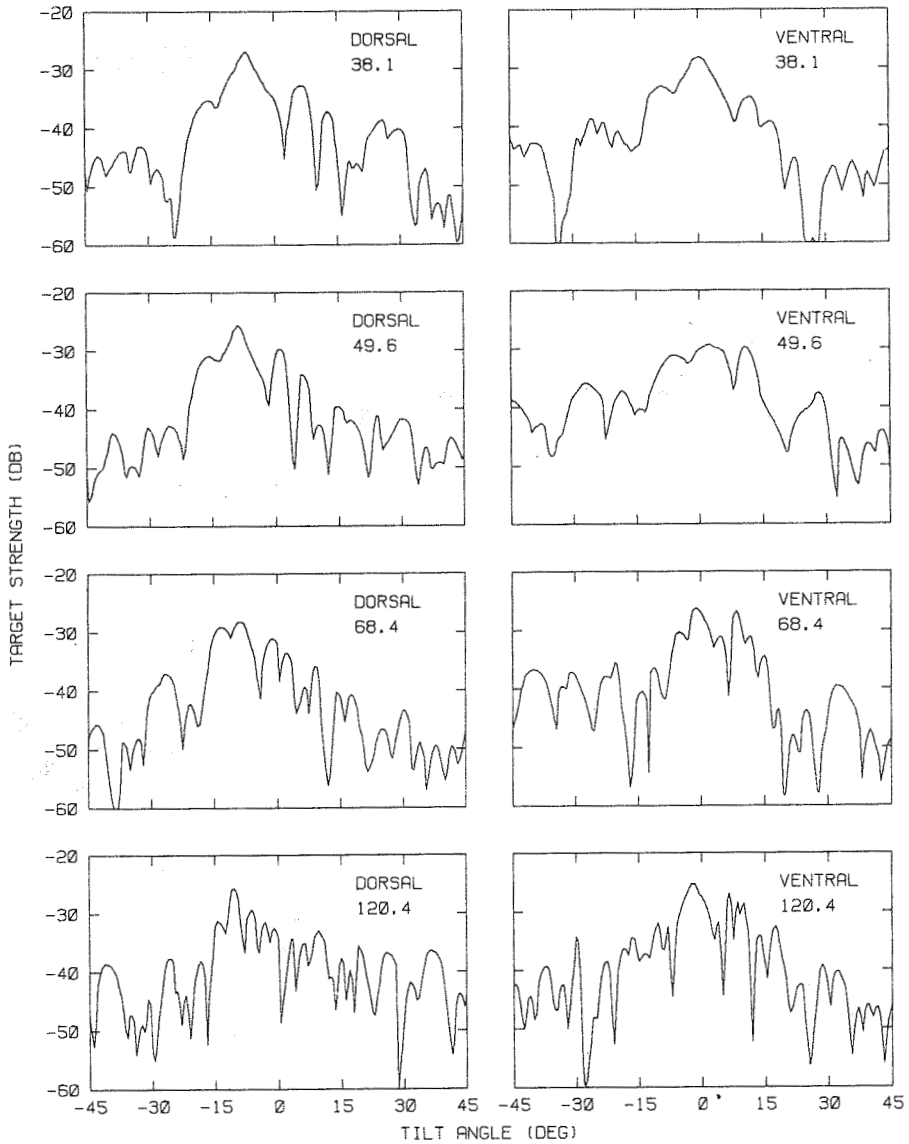 -20
-30
-40
-50
-60
DORSAL
38.1
VENTRAL
38.1
-20
-30
-40
-50
-60
DORSAL
49.6
VENTRAL
49.6
-20
-30
-40
-50
-60
DORSAL
68.4
VENTRAL
68.4
-20
-30
-40
-50
-60
DORSAL
120.4
VENTRAL
120.4
-45 -30 -15 0 15 30 45
-45 -30 -15 0 15 30 45
TARGET STRENGTH (DB)
TILT ANGLE (DEG)